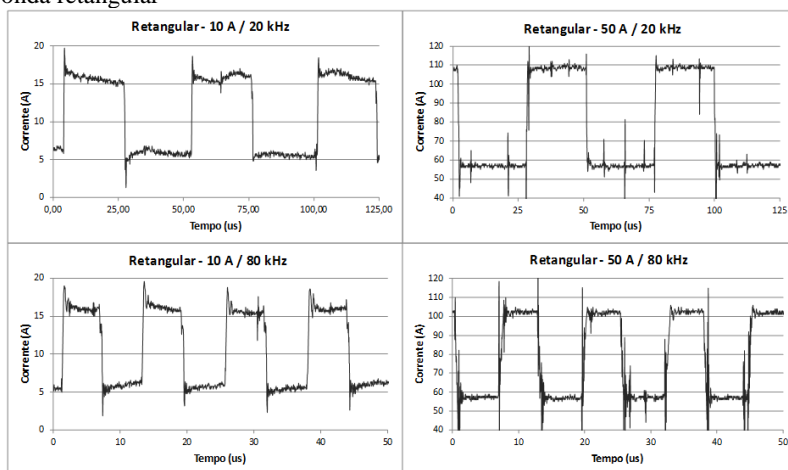 onda retangular
Retangular - 10 A / 20 kHz
Corrente (A)
20
15
10
5
0
0,00 25,00 50,00 75,00 100,00 125,00
Tempo (us)
Retangular - 50 A / 20 kHz
Corrente (A)
120
110
100
90
80
70
60
50
40
0 25 50 75 100 125
Tempo (us)
Retangular - 10 A / 80 kHz
Corrente (A)
20
15
10
5
0
0 10 20 30 40 50
Tempo (us)
Retangular - 50 A / 80 kHz
Corrente (A)
120
110
100
90
80
70
60
50
40
0 10 20 30 40 50
Tempo (us)